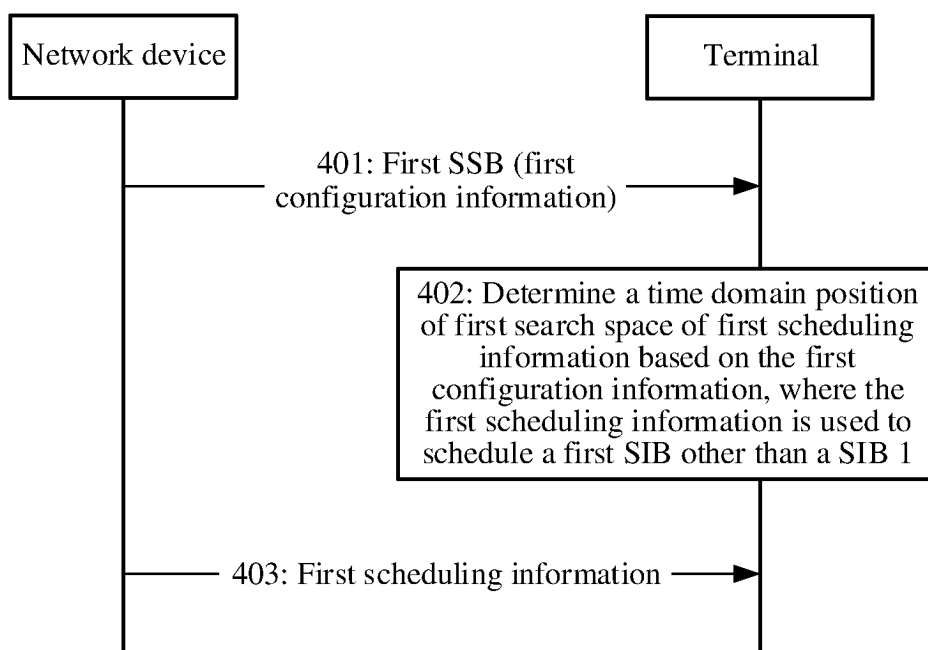 Network device
Terminal
401: First SSB (first
configuration information)
402: Determine a time domain position
of first search space of first scheduling
information based on the first
configuration information, where the
first scheduling information is used to
schedule a first SIB other than a SIB 1
403: First scheduling information